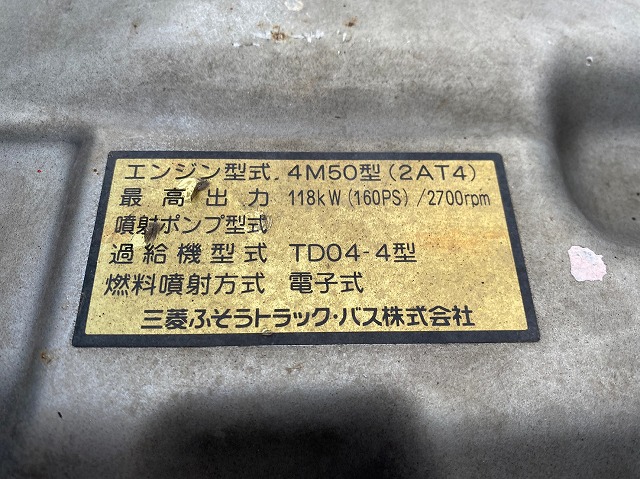 エンジン型式 4M50型(2AT4)
最高出力 118kW(160PS)/2700rpm
噴射ポンプ型式
過給機型式 TD04-4型
燃料噴射方式 電子式
三菱ふそうトラック・バス株式会社